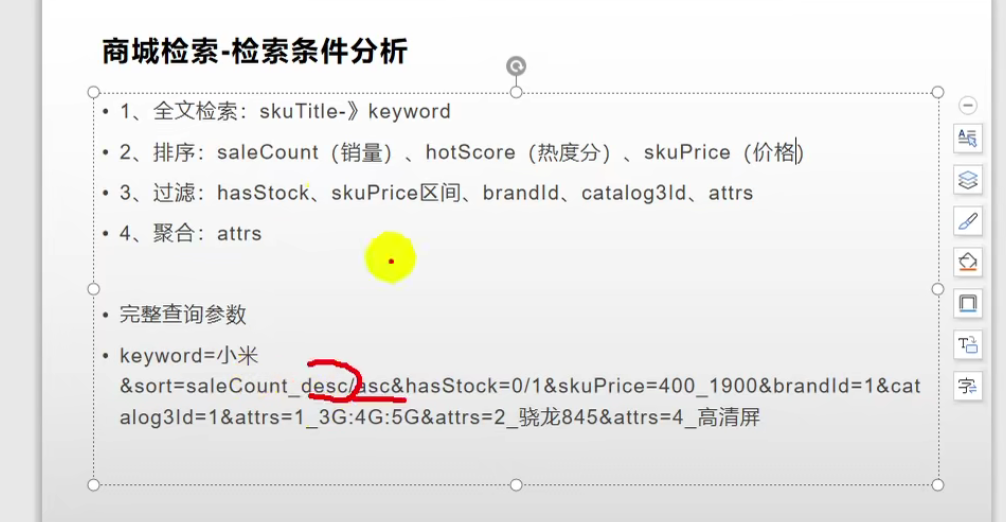 商城检索-检索条件分析
• 1、全文检索：skuTitle-》keyword
• 2、排序：saleCount（销量）、hotScore（热度分）、skuPrice（价格）
• 3、过滤：hasStock、skuPrice区间、brandId、catalog3Id、attrs
• 4、聚合：attrs
• 完整查询参数
• keyword=小米
&sort=saleCount_desc/asc&hasStock=0/1&skuPrice=400_1900&brandId=1&cat
alog3Id=1&attrs=1_3G:4G:5G&attrs=2_骁龙845&attrs=4_高清屏